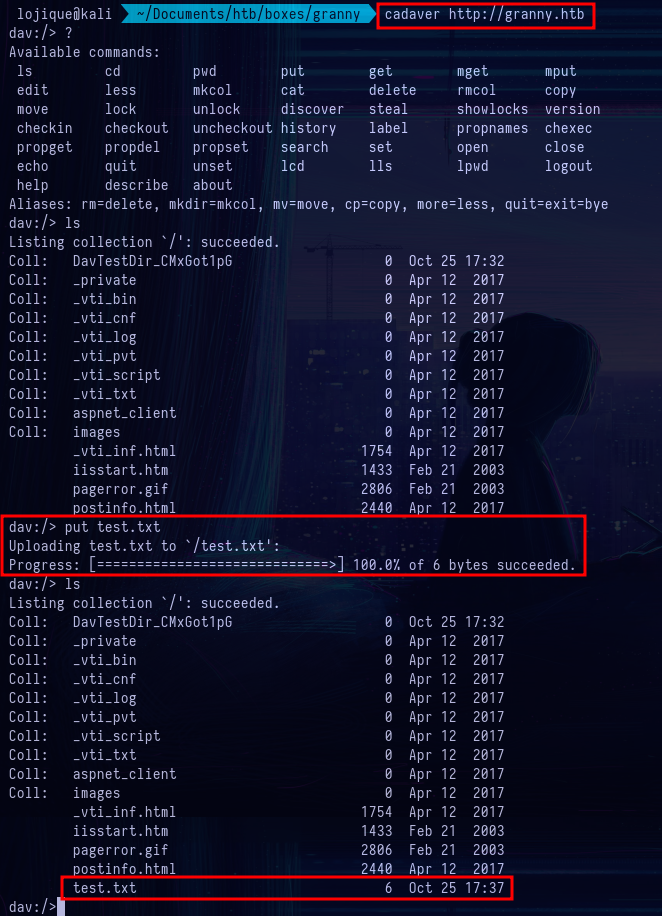 lojique@kali ~/Documents/htb/boxes/granny cadaver http://granny.htb
dav:/> ?
Available commands:
 ls         cd         pwd        put        get        mget       mput
 edit       less       mkcol      cat        delete     rmcol      copy
 move       lock       unlock     discover   steal      showlocks  version
 checkin    checkout   uncheckout history    label      propnames  chexec
 propget    propdel    propset    search     set        open       close
 echo       quit       unset      lcd        lls        lpwd       logout
 help       describe   about
Aliases: rm=delete, mkdir=mkcol, mv=move, cp=copy, more=less, quit=exit=bye
dav:/> ls
Listing collection `/': succeeded.
Coll:   DavTestDir_CMxGot1pG                   0  Oct 25 17:32
Coll:   _private                               0  Apr 12  2017
Coll:   _vti_bin                               0  Apr 12  2017
Coll:   _vti_cnf                               0  Apr 12  2017
Coll:   _vti_log                               0  Apr 12  2017
Coll:   _vti_pvt                               0  Apr 12  2017
Coll:   _vti_script                            0  Apr 12  2017
Coll:   _vti_txt                               0  Apr 12  2017
Coll:   aspnet_client                          0  Apr 12  2017
Coll:   images                                 0  Apr 12  2017
        _vti_inf.html                       1754  Apr 12  2017
        iisstart.htm                        1433  Feb 21  2003
        pagerror.gif                        2806  Feb 21  2003
        postinfo.html                       2440  Apr 12  2017
dav:/> put test.txt
Uploading test.txt to `/test.txt':
Progress: [=============================>] 100.0% of 6 bytes succeeded.
dav:/> ls
Listing collection `/': succeeded.
Coll:   DavTestDir_CMxGot1pG                   0  Oct 25 17:32
Coll:   _private                               0  Apr 12  2017
Coll:   _vti_bin                               0  Apr 12  2017
Coll:   _vti_cnf                               0  Apr 12  2017
Coll:   _vti_log                               0  Apr 12  2017
Coll:   _vti_pvt                               0  Apr 12  2017
Coll:   _vti_script                            0  Apr 12  2017
Coll:   _vti_txt                               0  Apr 12  2017
Coll:   aspnet_client                          0  Apr 12  2017
Coll:   images                                 0  Apr 12  2017
        _vti_inf.html                       1754  Apr 12  2017
        iisstart.htm                        1433  Feb 21  2003
        pagerror.gif                        2806  Feb 21  2003
        postinfo.html                       2440  Apr 12  2017
        test.txt                               6  Oct 25 17:37
dav:/>